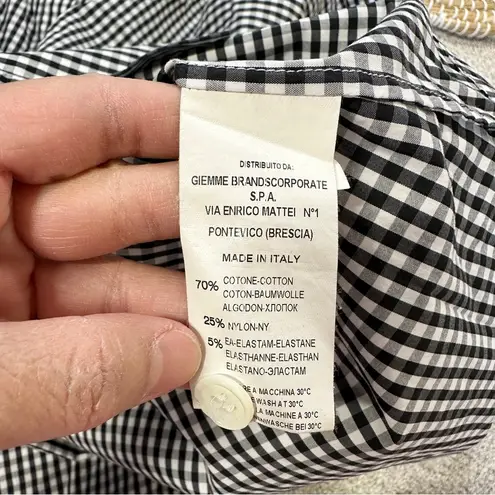 DISTRIBUITO DA:
GIEMME BRANDSCORPORATE
S.P.A.
VIA ENRICO MATTEI N°1
PONTEVICO (BRESCIA)
MADE IN ITALY
70% COTONE-COTTON
COTON-BAUMWOLLE
ALGODON-ХЛОПОК
25% NYLON-NY
5% EA-ELASTAM-ELASTANE
ELASTHANNE-ELASTHAN
ELASTANO-ЭЛАСТАМ
E A MACCHINA 30°C
WASH AT 30°C
LA MACHINE A 30°C
NWASCHE BEI 30°C